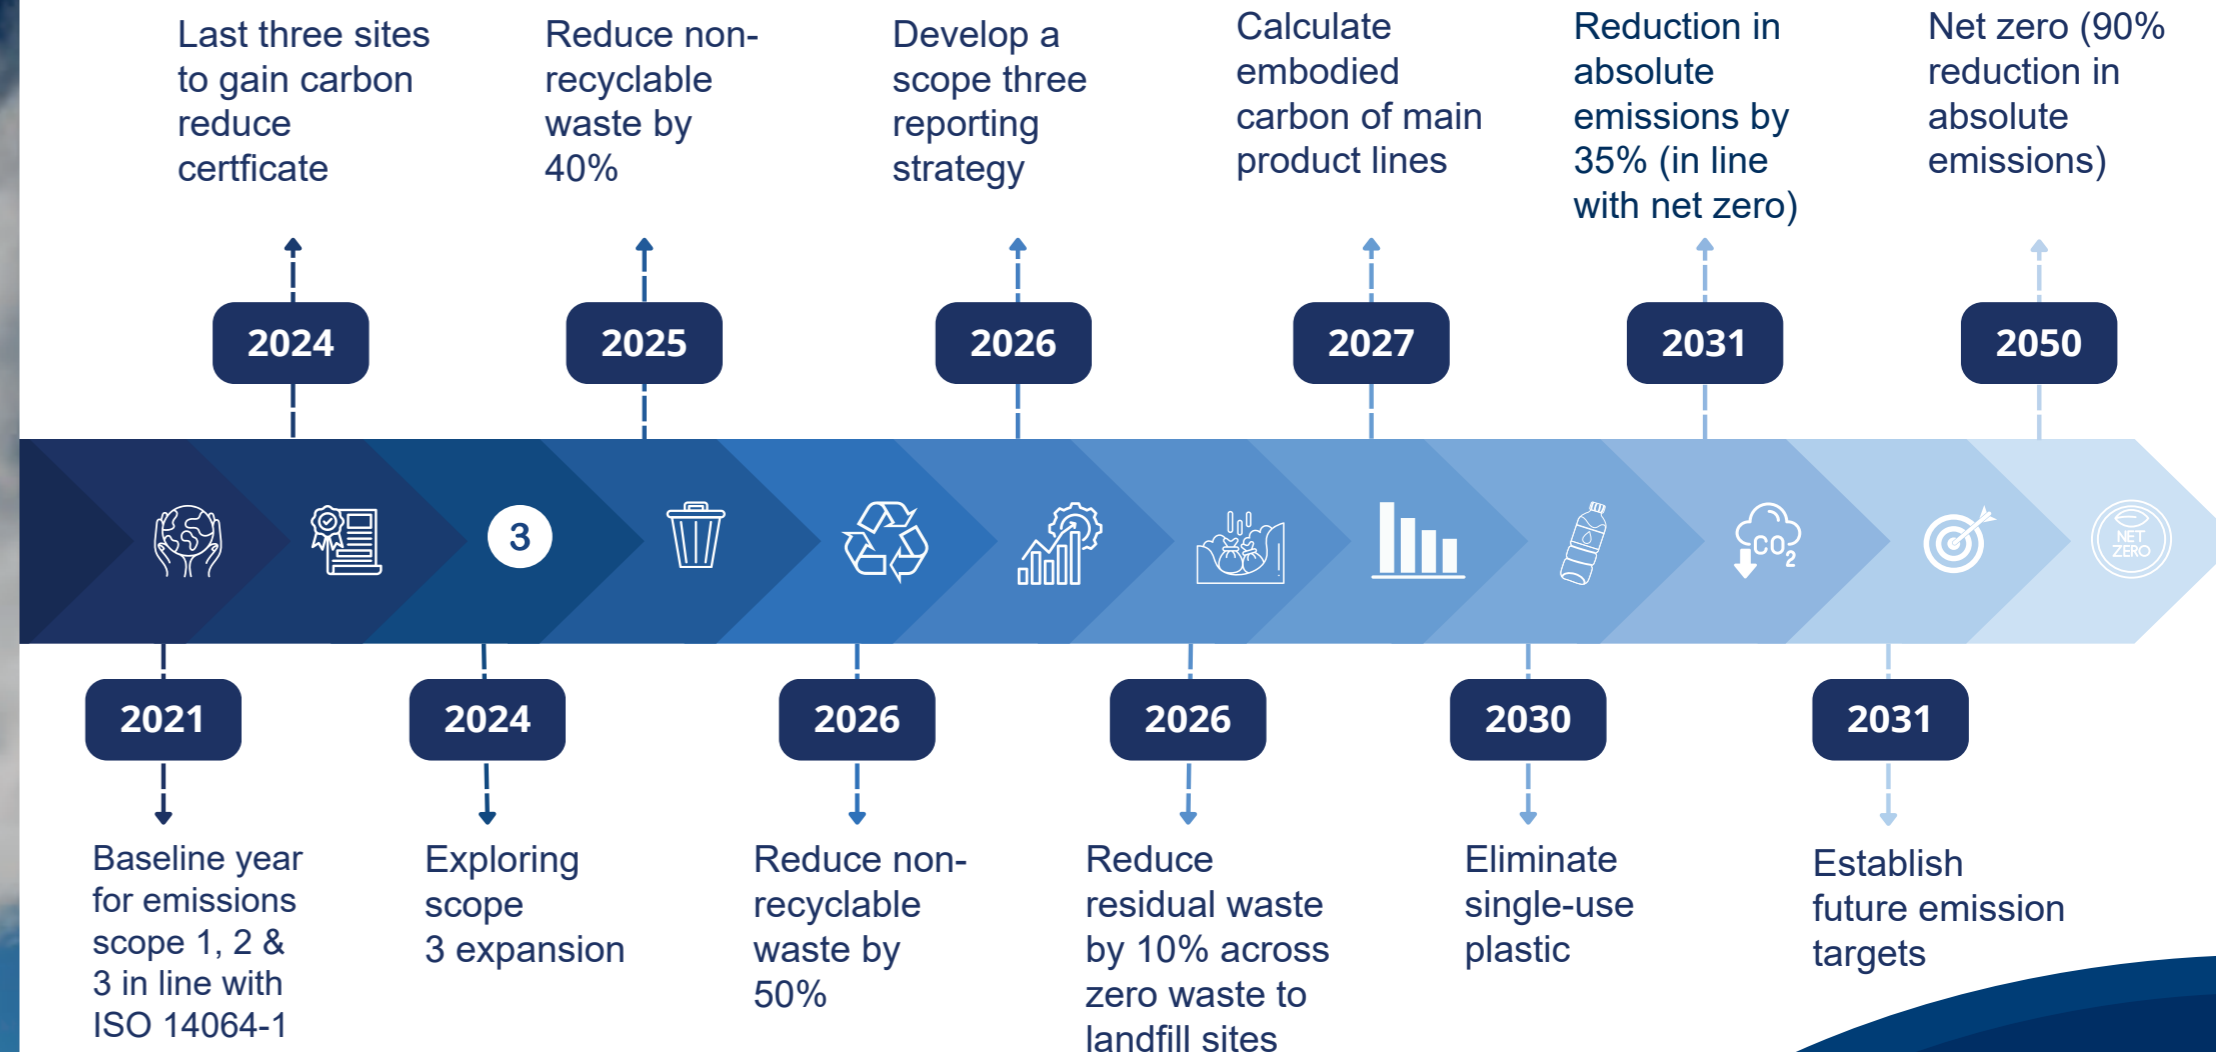 Last three sites
to gain carbon
reduce
certficate
Reduce non-
recyclable
waste by
40%
Develop a
scope three
reporting
strategy
Calculate
embodied
carbon of main
product lines
Reduction in
absolute
emissions by
35% (in line
with net zero)
Net zero (90%
reduction in
absolute
emissions)
2024
2025
2026
2027
2031
2050
3
CO2
NET
ZERO
2021
2024
2026
2026
2030
2031
Baseline year
for emissions
scope 1, 2 &
3 in line with
ISO 14064-1
Exploring
scope
3 expansion
Reduce non-
recyclable
waste by
50%
Reduce
residual waste
by 10% across
zero waste to
landfill sites
Eliminate
single-use
plastic
Establish
future emission
targets